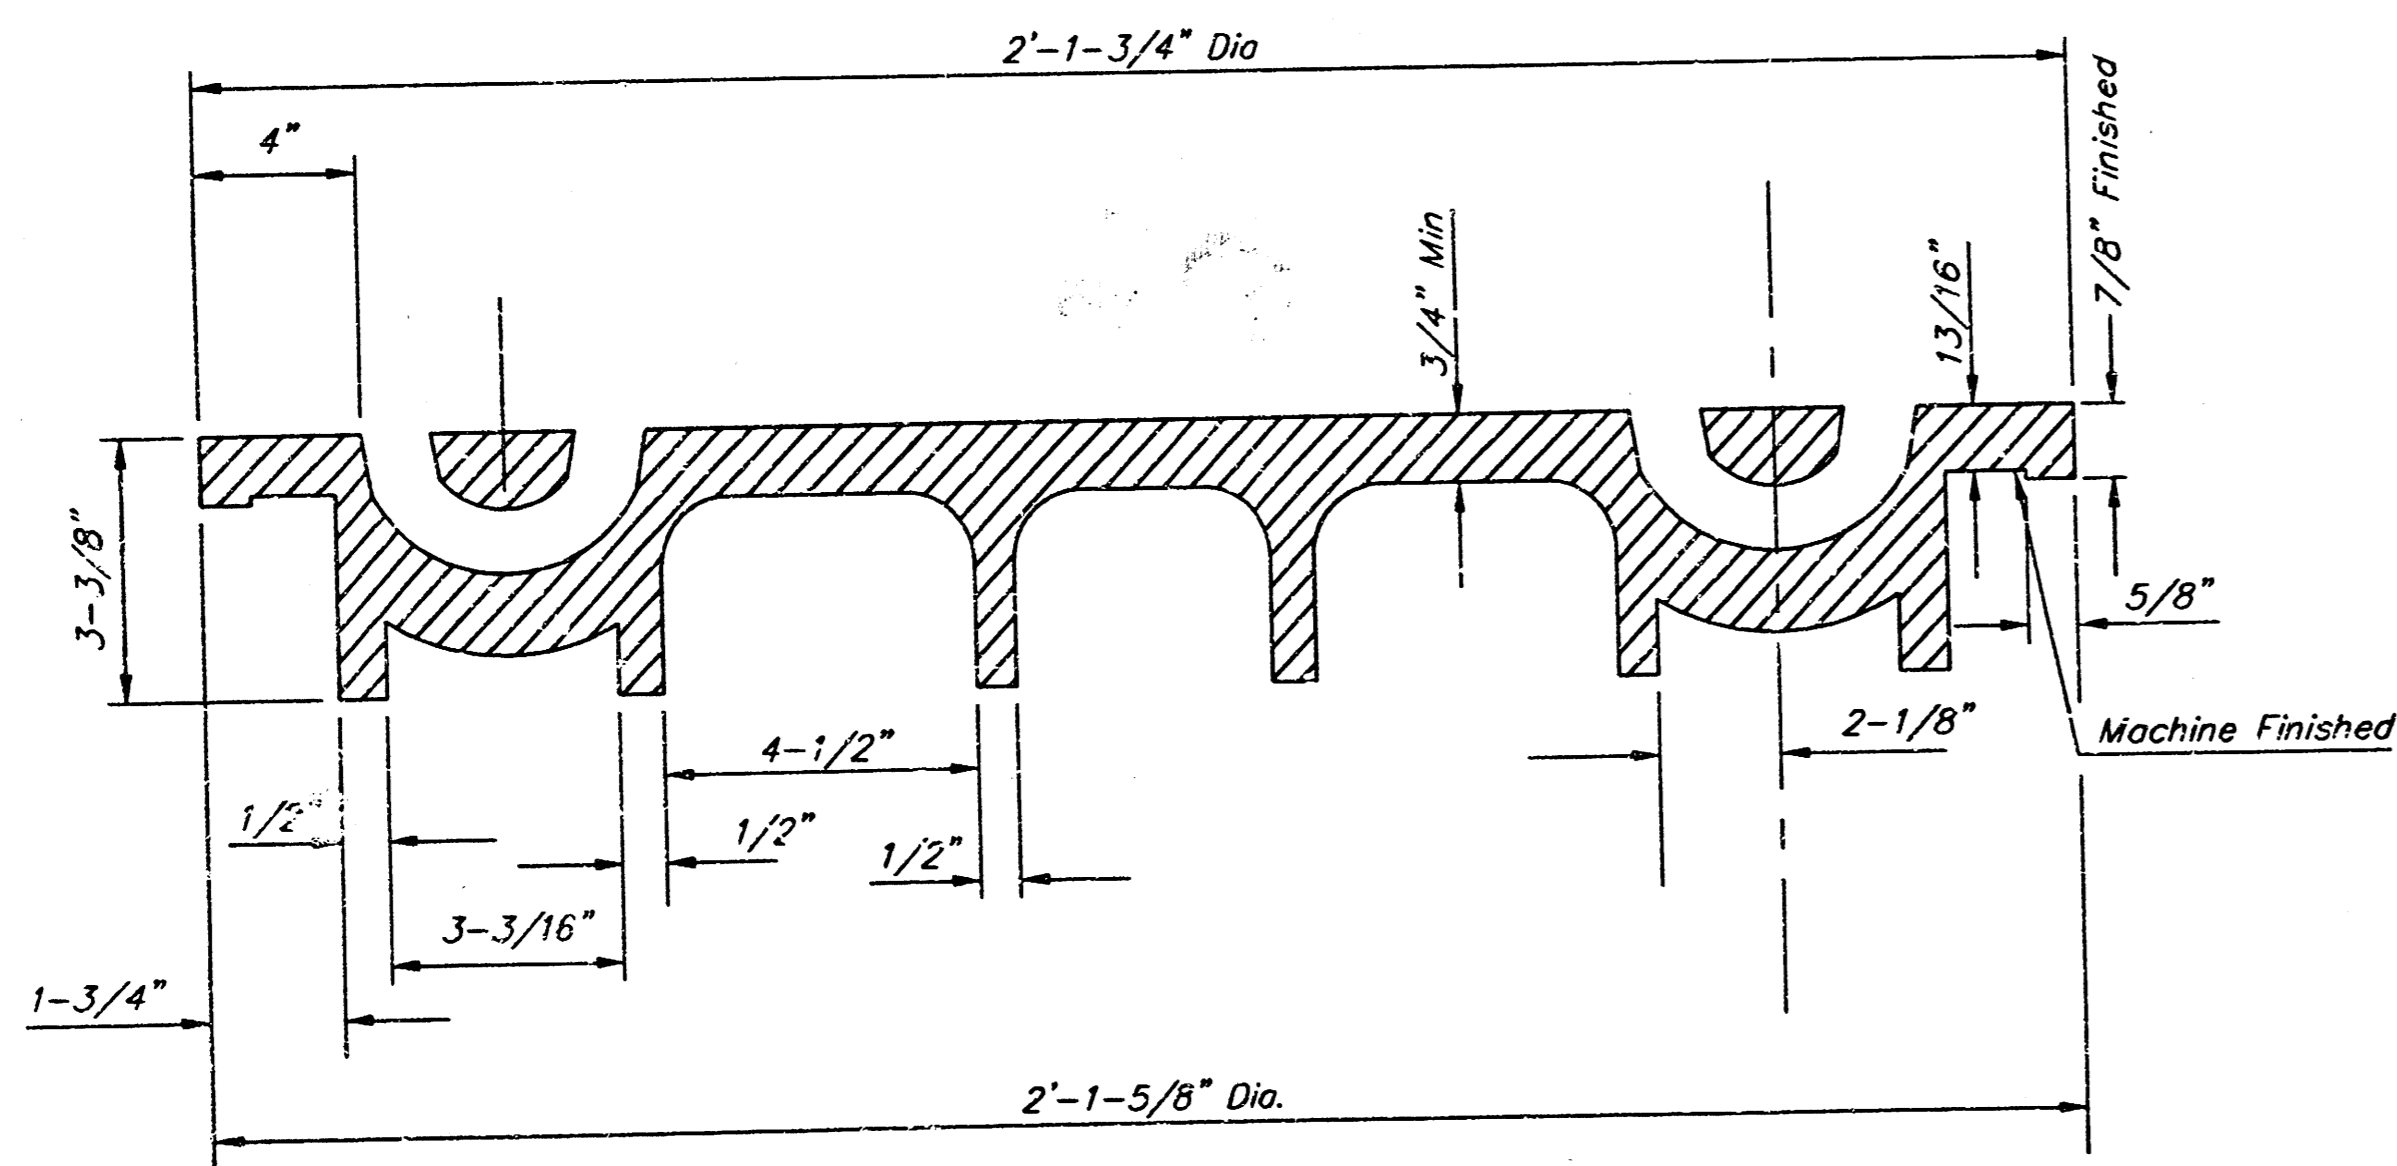 2'-1-3/4" Dia
4"
7/8" Finished
3/4" Min
13/16"
3-3/8"
5/8"
2-1/8"
Machine Finished
4-1/2"
1/2"
1/2"
1/2"
3-3/16"
1-3/4"
2'-1-5/8" Dia.